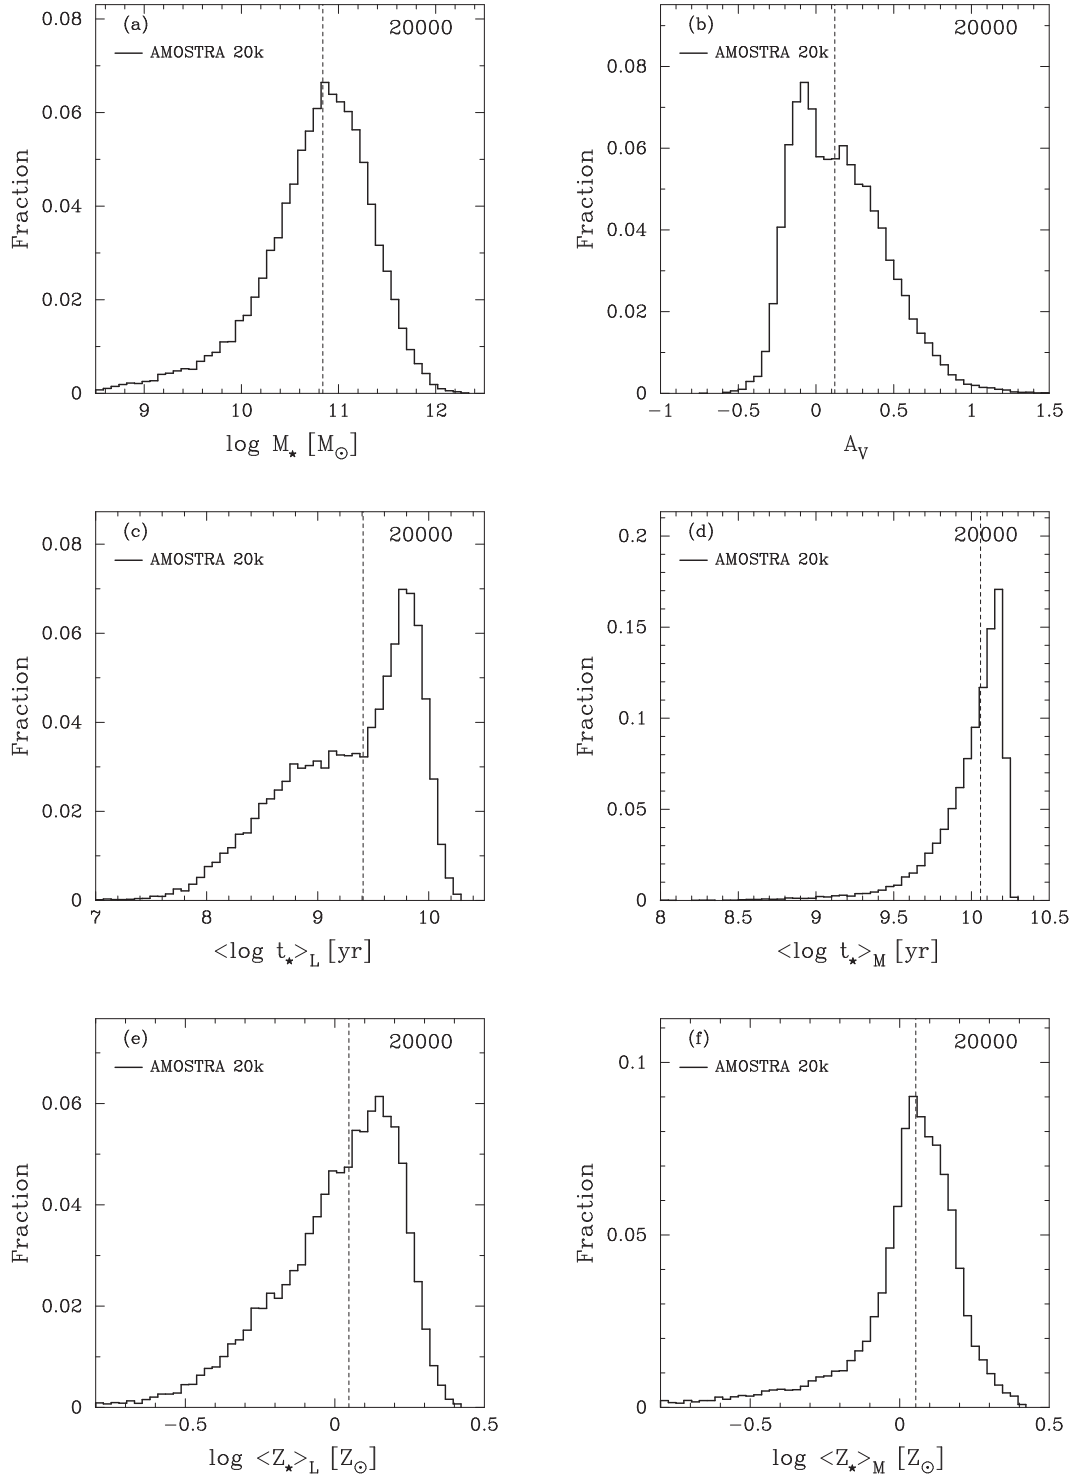 (a) 20000
AMOSTRA 20k
0.08
0.06
0.04
0.02
0
Fraction
9 10 11 12
log M★ [M⊙]
(b) 20000
AMOSTRA 20k
0.08
0.06
0.04
0.02
0
Fraction
−1 −0.5 0 0.5 1 1.5
A_V
(c) 20000
AMOSTRA 20k
0.08
0.06
0.04
0.02
0
Fraction
7 8 9 10
<log t★>_L [yr]
(d) 20000
AMOSTRA 20k
0.2
0.15
0.1
0.05
0
Fraction
8 8.5 9 9.5 10 10.5
<log t★>_M [yr]
(e) 20000
AMOSTRA 20k
0.06
0.04
0.02
0
Fraction
−0.5 0 0.5
log <Z★>_L [Z⊙]
(f) 20000
AMOSTRA 20k
0.1
0.05
0
Fraction
−0.5 0 0.5
log <Z★>_M [Z⊙]